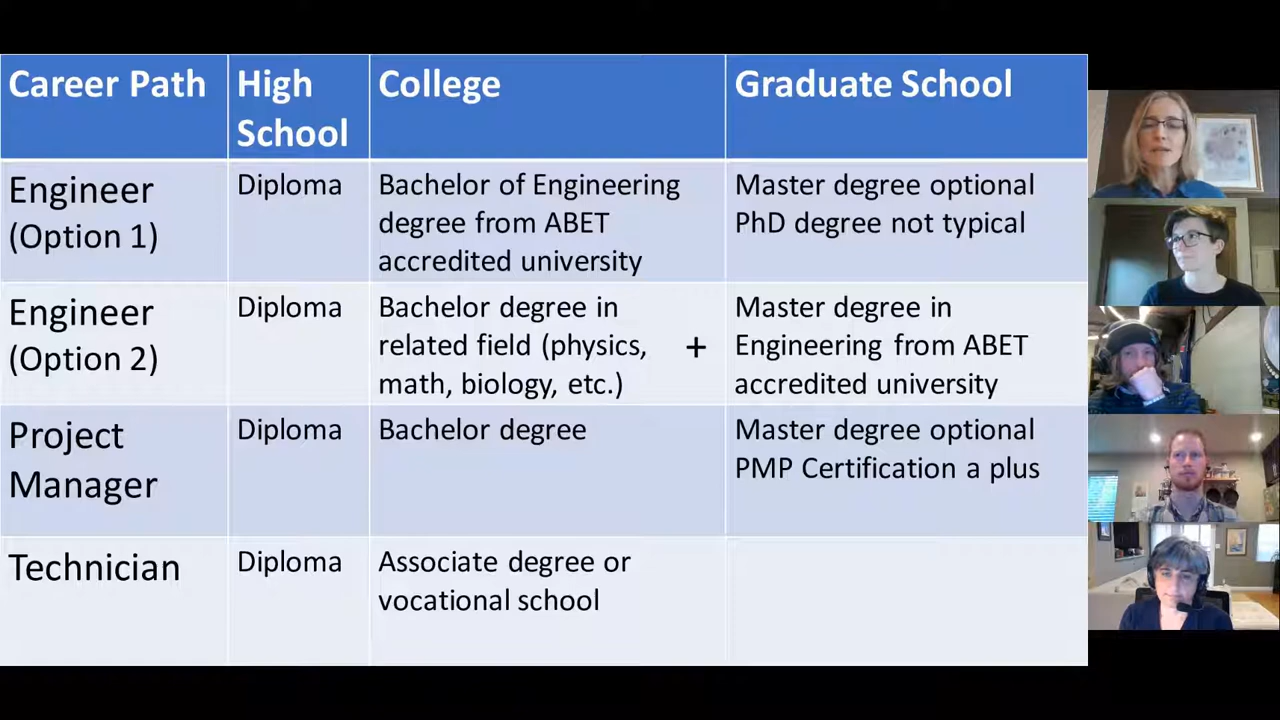 Career Path
High
School
College
Graduate School
Engineer
(Option 1)
Diploma
Bachelor of Engineering
degree from ABET
accredited university
Master degree optional
PhD degree not typical
Engineer
(Option 2)
Diploma
Bachelor degree in
related field (physics,
math, biology, etc.)
+
Master degree in
Engineering from ABET
accredited university
Project
Manager
Diploma
Bachelor degree
Master degree optional
PMP Certification a plus
Technician
Diploma
Associate degree or
vocational school